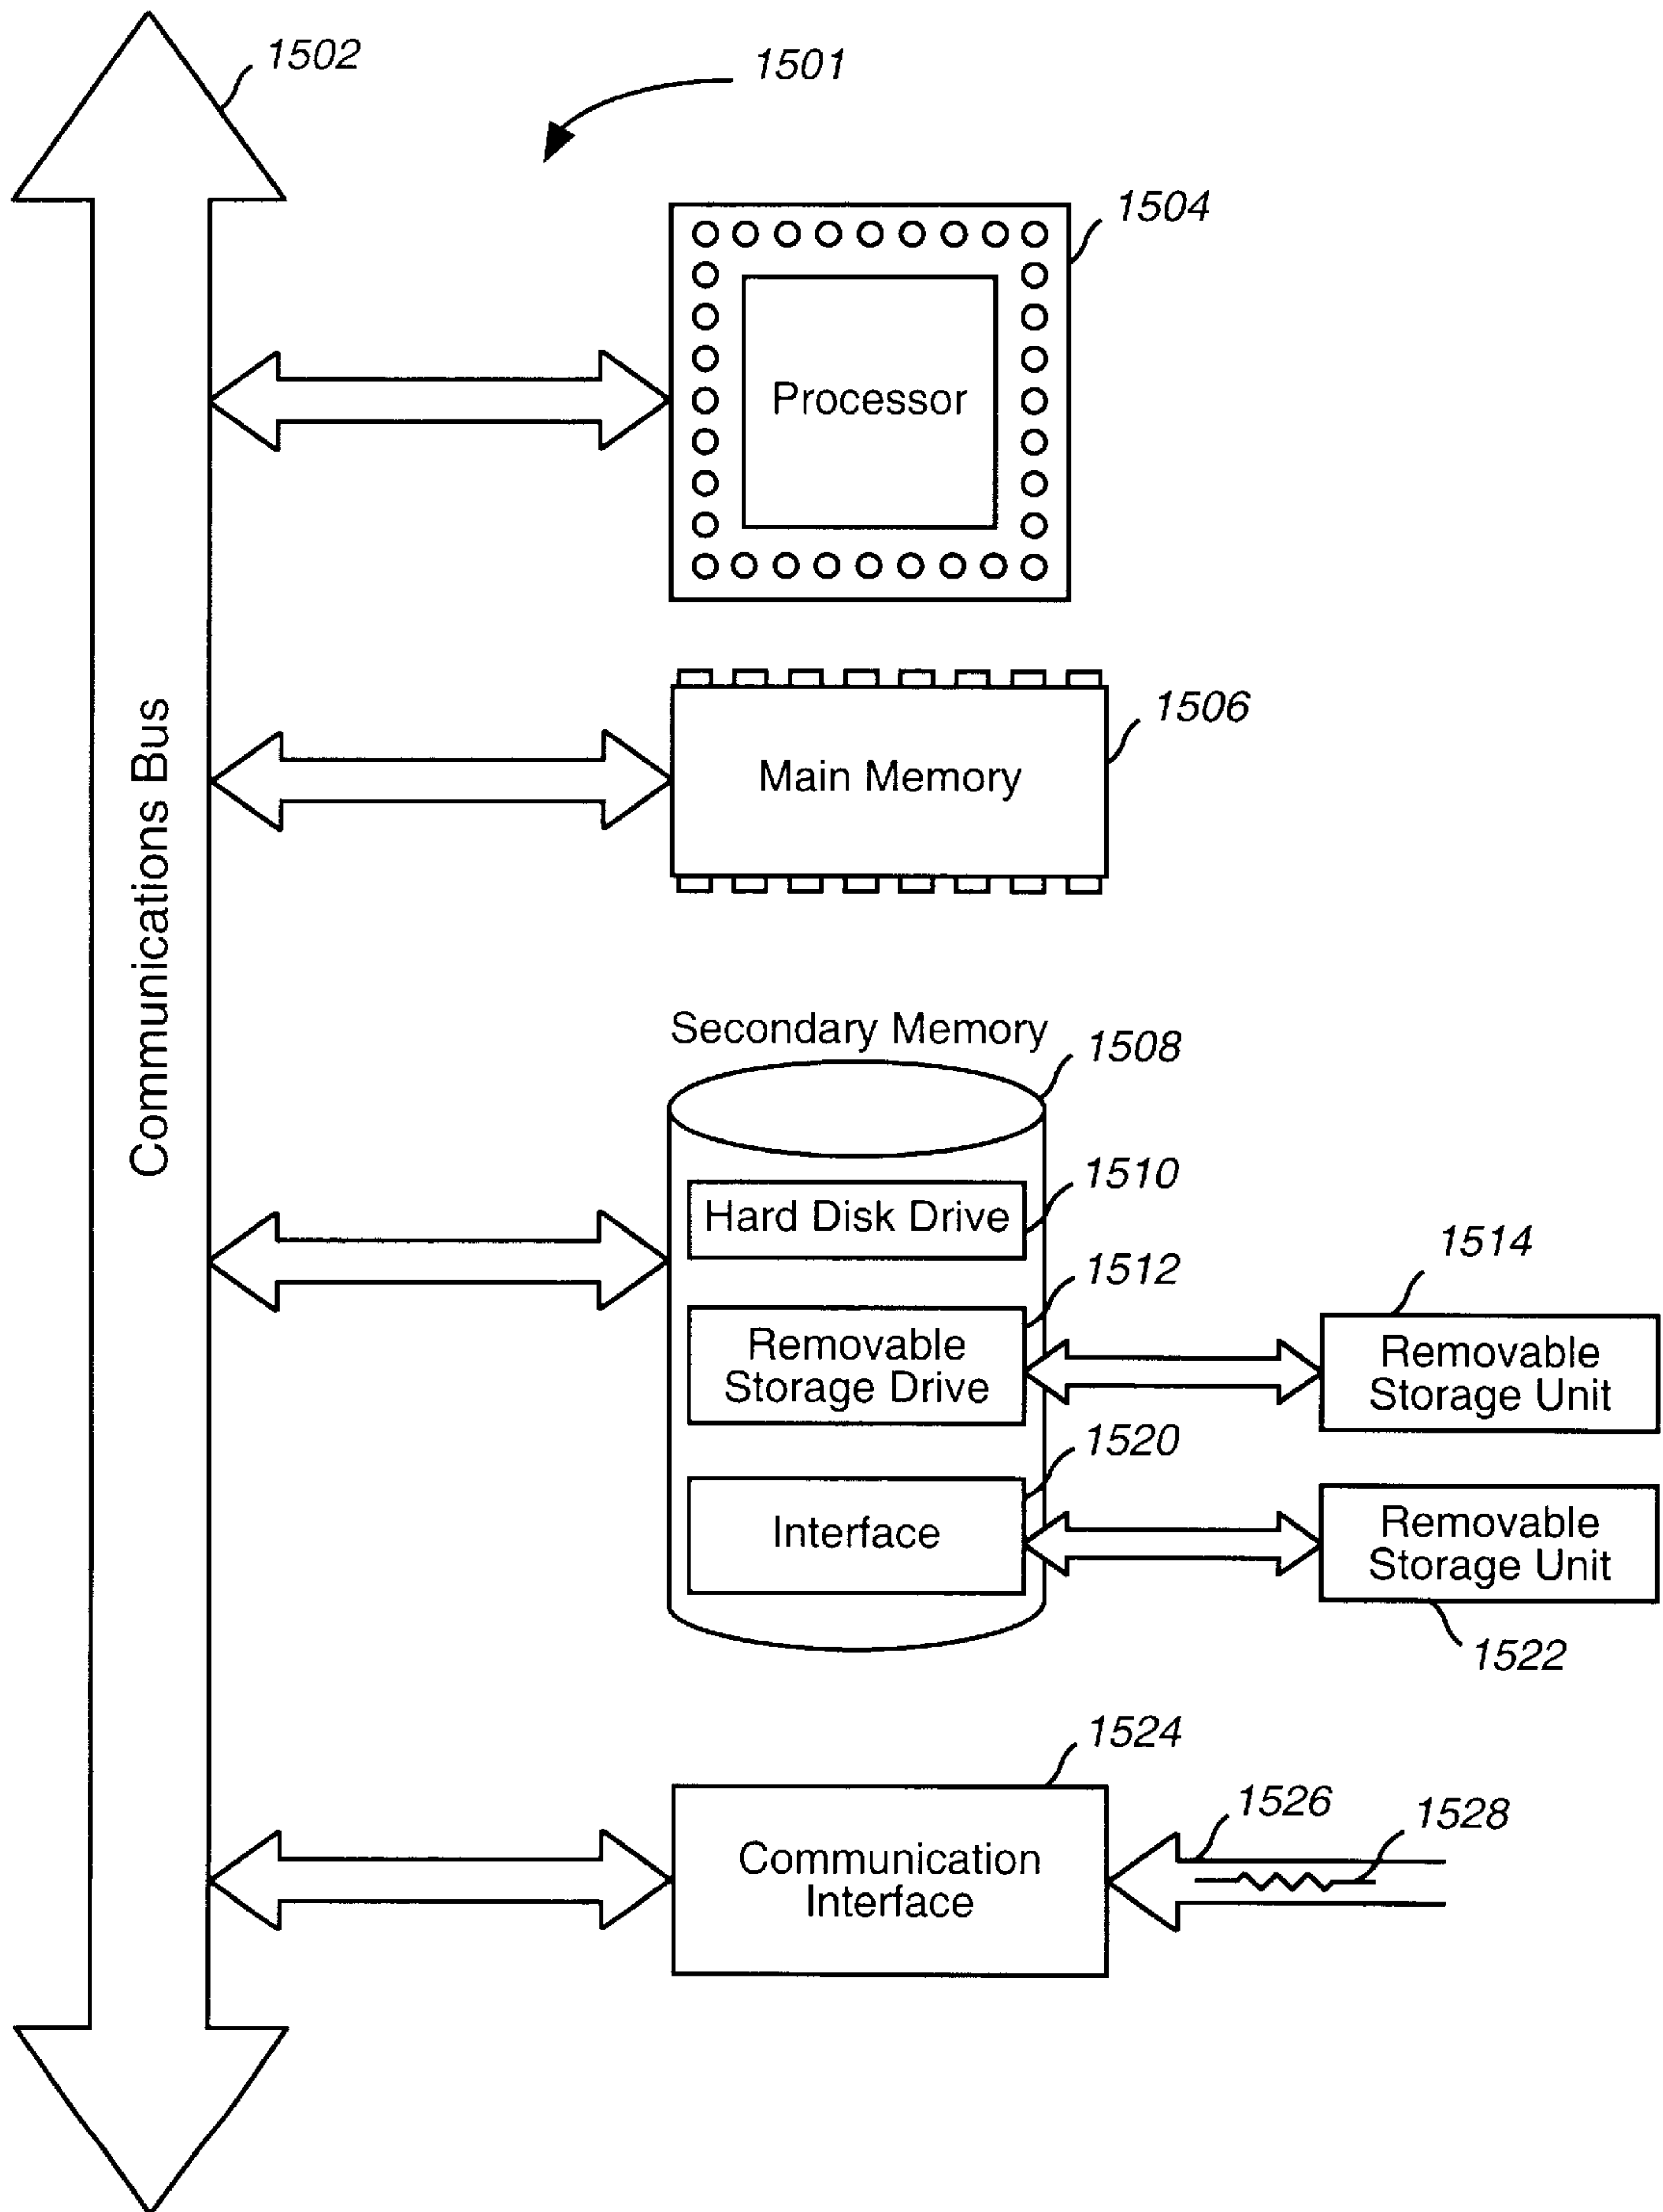 1502
1501
1504
Processor
1506
Main Memory
Communications Bus
Secondary Memory
1508
1510
Hard Disk Drive
1512
1514
Removable
Storage Drive
Removable
Storage Unit
1520
Interface
Removable
Storage Unit
1522
1524
1526
1528
Communication
Interface